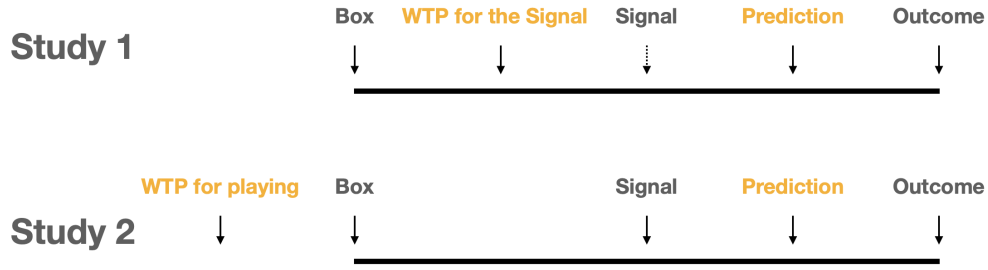 Box WTP for the Signal Signal Prediction Outcome
Study 1
WTP for playing Box Signal Prediction Outcome
Study 2